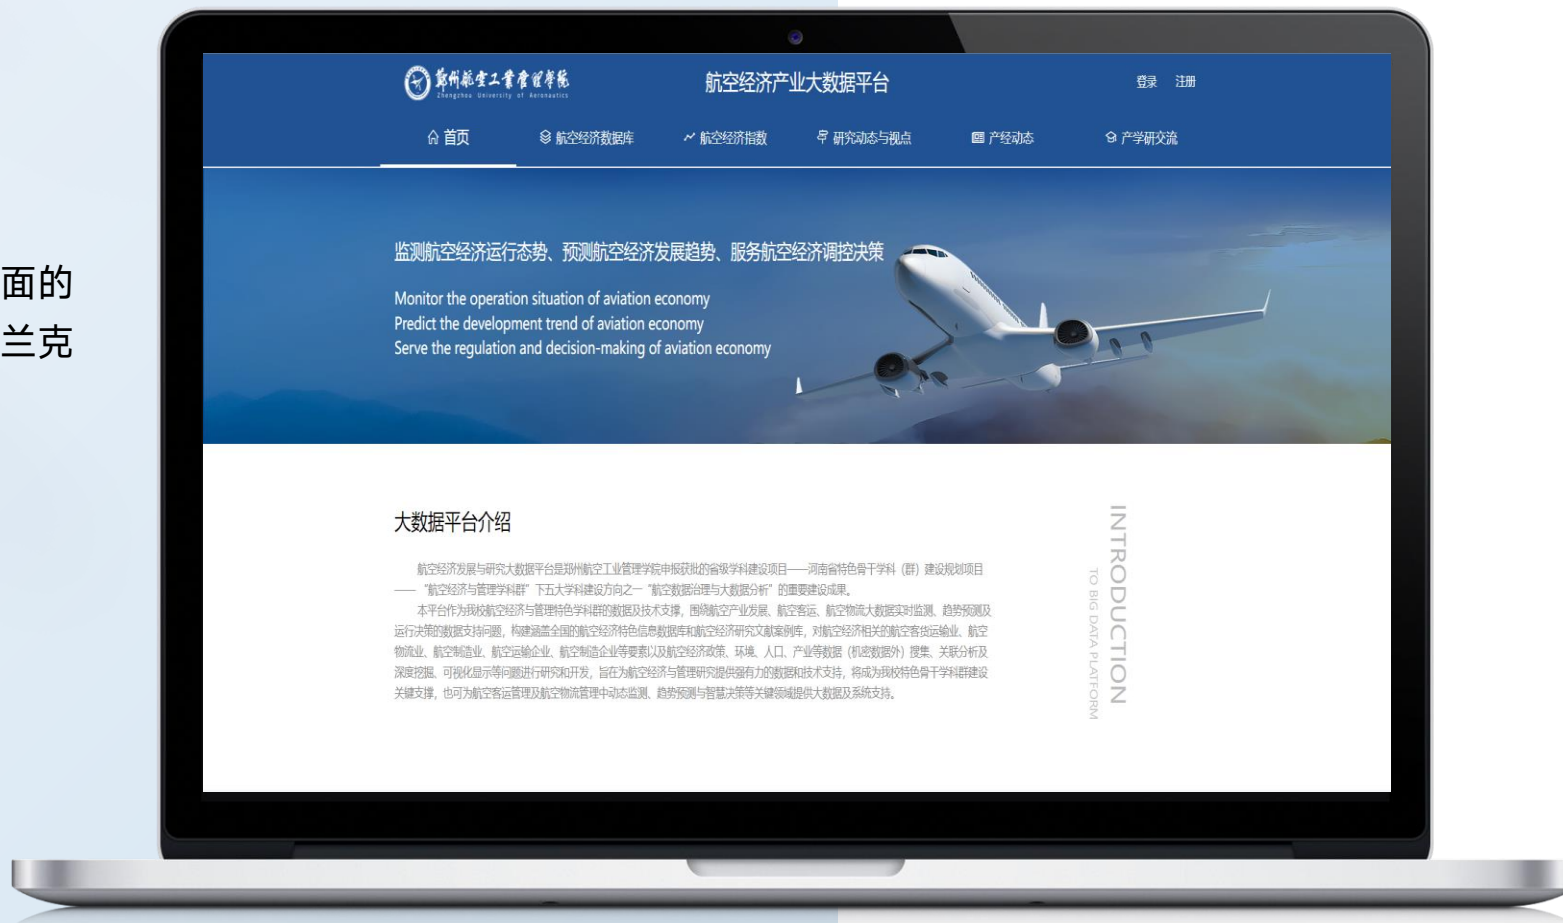 面的
兰克
郑州航空工业管理学院
Zhengzhou University of Aeronautics
航空经济产业大数据平台
登录 注册
首页 航空经济数据库 航空经济指数 研究动态与视点 产经动态 产学研交流
监测航空经济运行态势、预测航空经济发展趋势、服务航空经济调控决策
Monitor the operation situation of aviation economy
Predict the development trend of aviation economy
Serve the regulation and decision-making of aviation economy
大数据平台介绍
航空经济发展与研究大数据平台是郑州航空工业管理学院申报获批的省级学科建设项目——河南省特色骨干学科（群）建设规划项目
——“航空经济与管理学科群”下五大学科建设方向之一“航空数据治理与大数据分析”的重要建设成果。
本平台作为我校航空经济与管理特色学科群的数据及技术支撑，围绕航空产业发展、航空客运、航空物流大数据实时监测、趋势预测及
运行决策的数据支持问题，构建涵盖全国的航空经济特色信息数据库和航空经济研究文献案例库，对航空经济相关的航空客货运输业、航空
物流业、航空制造业、航空运输企业、航空制造企业等要素以及航空经济政策、环境、人口、产业等数据（机密数据外）搜集、关联分析及
深度挖掘、可视化显示等问题进行研究和开发，旨在为航空经济与管理研究提供强有力的数据和技术支持，将成为我校特色骨干学科群建设
关键支撑，也可为航空客运管理及航空物流管理中动态监测、趋势预测与智慧决策等关键领域提供大数据及系统支持。
INTRODUCTION
TO BIG DATA PLATFORM